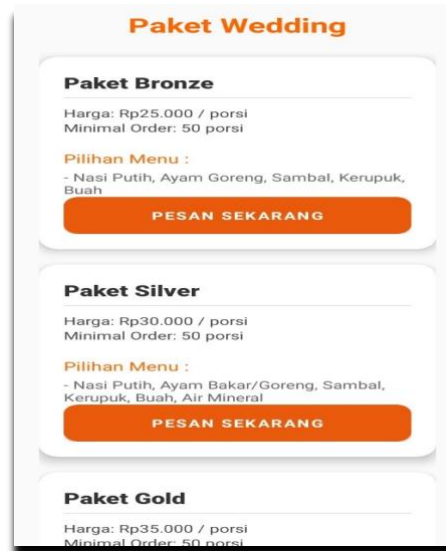 Paket Wedding
Paket Bronze
Harga: Rp25.000 / porsi
Minimal Order: 50 porsi
Pilihan Menu :
- Nasi Putih, Ayam Goreng, Sambal, Kerupuk,
Buah
PESAN SEKARANG
Paket Silver
Harga: Rp30.000 / porsi
Minimal Order: 50 porsi
Pilihan Menu :
- Nasi Putih, Ayam Bakar/Goreng, Sambal,
Kerupuk, Buah, Air Mineral
PESAN SEKARANG
Paket Gold
Harga: Rp35.000 / porsi
Minimal Order: 50 porsi